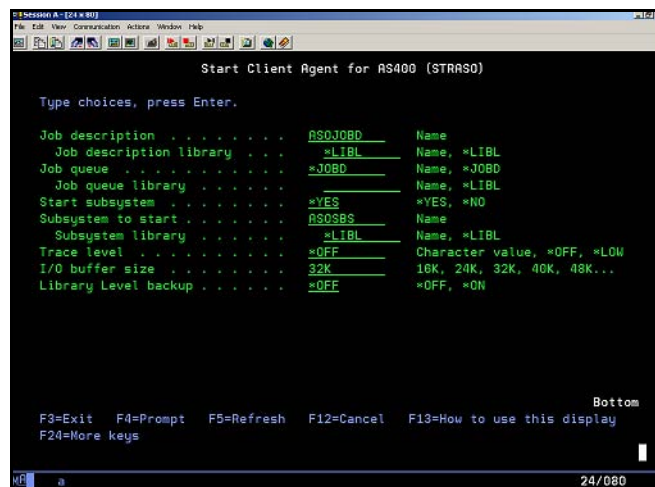 Session A - [24 x 80]
File Edit View Communication Actions Window Help
Start Client Agent for AS400 (STRASO)
Type choices, press Enter.
Job description . . . . . . . . ASOJOBD Name
Job description library . . . *LIBL Name, *LIBL
Job queue . . . . . . . . . . . *JOBD Name, *JOBD
Job queue library . . . . . . Name, *LIBL
Start subsystem . . . . . . . . *YES *YES, *NO
Subsystem to start . . . . . . . ASOSBS Name
Subsystem library . . . . . . *LIBL Name, *LIBL
Trace level . . . . . . . . . . *OFF Character value, *OFF, *LOW
I/O buffer size . . . . . . . . 32K 16K, 24K, 32K, 40K, 48K...
Library Level backup . . . . . . *OFF *OFF, *ON
Bottom
F3=Exit F4=Prompt F5=Refresh F12=Cancel F13=How to use this display
F24=More keys
MA a 24/080